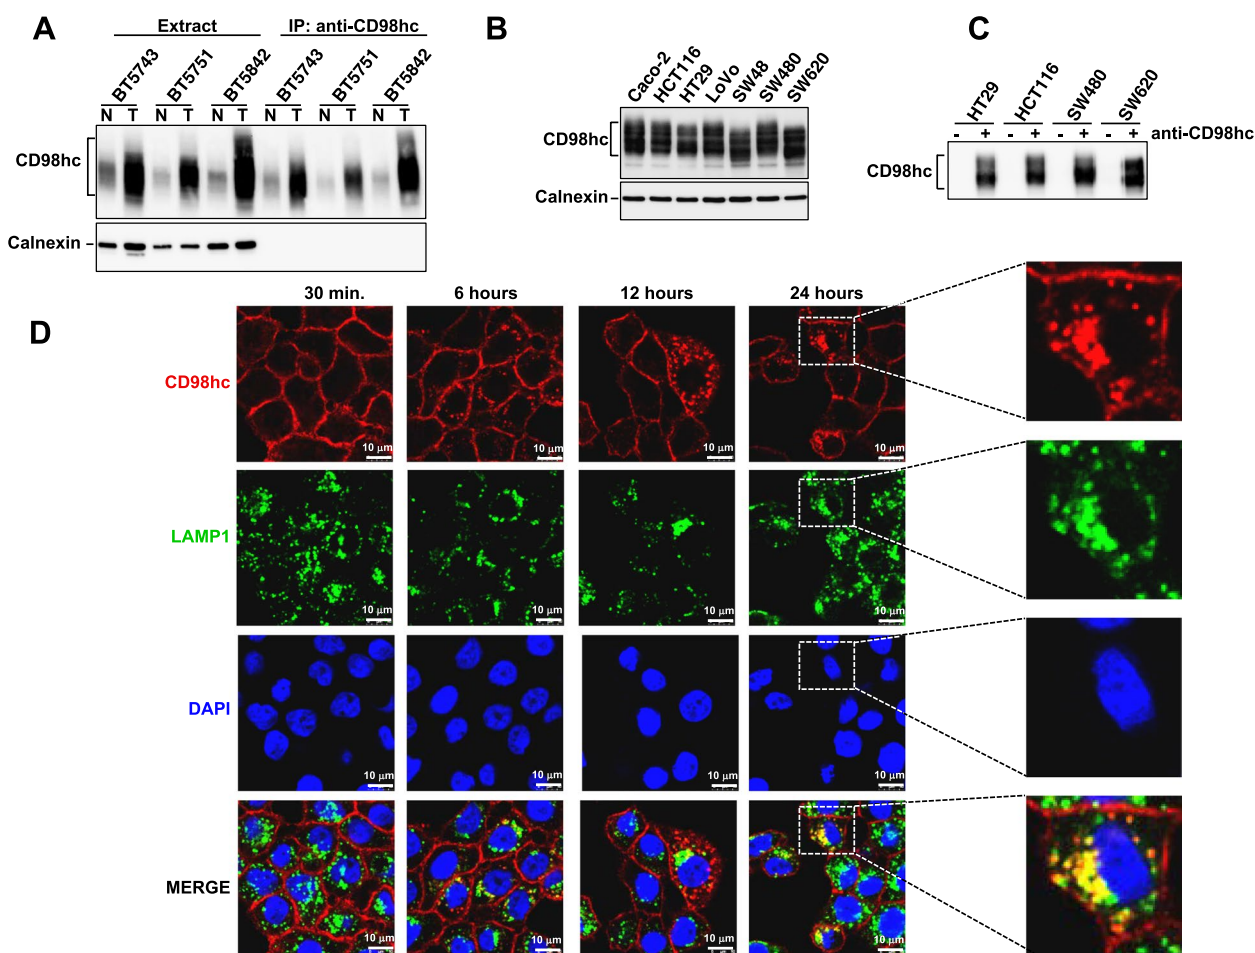 A
Extract
IP: anti-CD98hc
BT5743
BT5751
BT5842
BT5743
BT5751
BT5842
N T N T N T N T N T N T
CD98hc
Calnexin
B
Caco-2
HCT116
HT29
LoVo
SW48
SW480
SW620
CD98hc
Calnexin
C
HT29
HCT116
SW480
SW620
- + - + - + - + anti-CD98hc
CD98hc
D
30 min.
6 hours
12 hours
24 hours
CD98hc
10 µm
10 µm
10 µm
10 µm
LAMP1
10 µm
10 µm
10 µm
10 µm
DAPI
10 µm
10 µm
10 µm
10 µm
MERGE
10 µm
10 µm
10 µm
10 µm